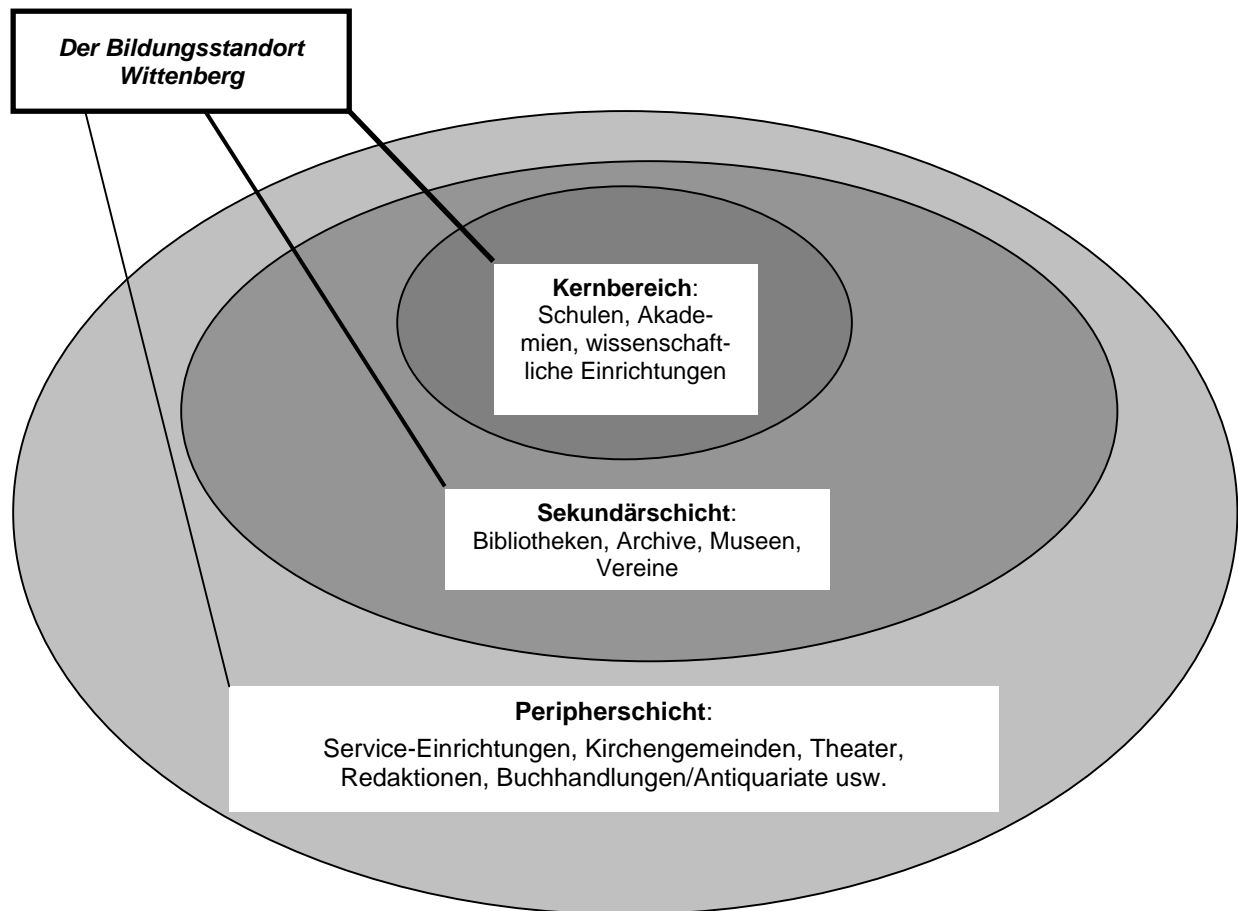 Der Bildungsstandort
Wittenberg
Kernbereich:
Schulen, Akade-
mien, wissenschaft-
liche Einrichtungen
Sekundärschicht:
Bibliotheken, Archive, Museen,
Vereine
Peripherschicht:
Service-Einrichtungen, Kirchengemeinden, Theater,
Redaktionen, Buchhandlungen/Antiquariate usw.